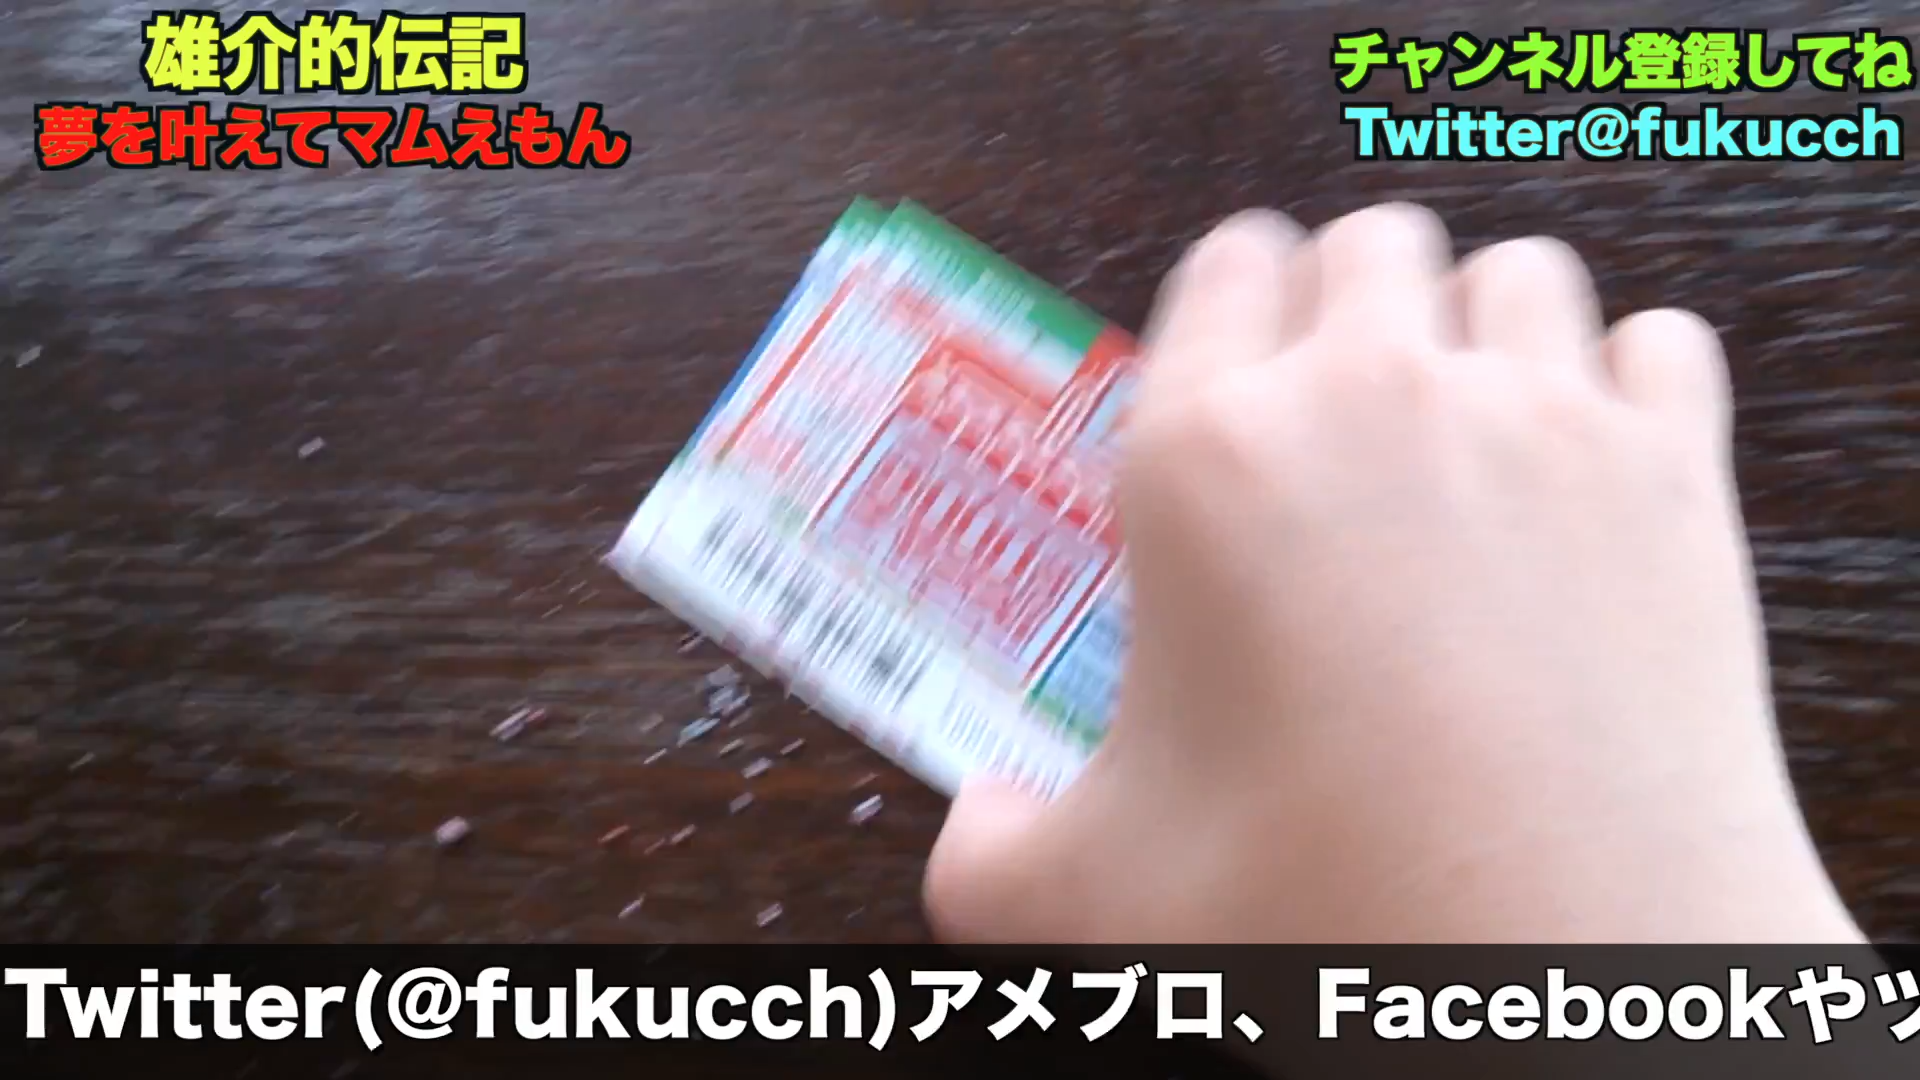 雄介的伝記
夢を叶えてマムえもん
チャンネル登録してね
Twitter@fukucch
Twitter(@fukucch)アメブロ、Facebookやツ